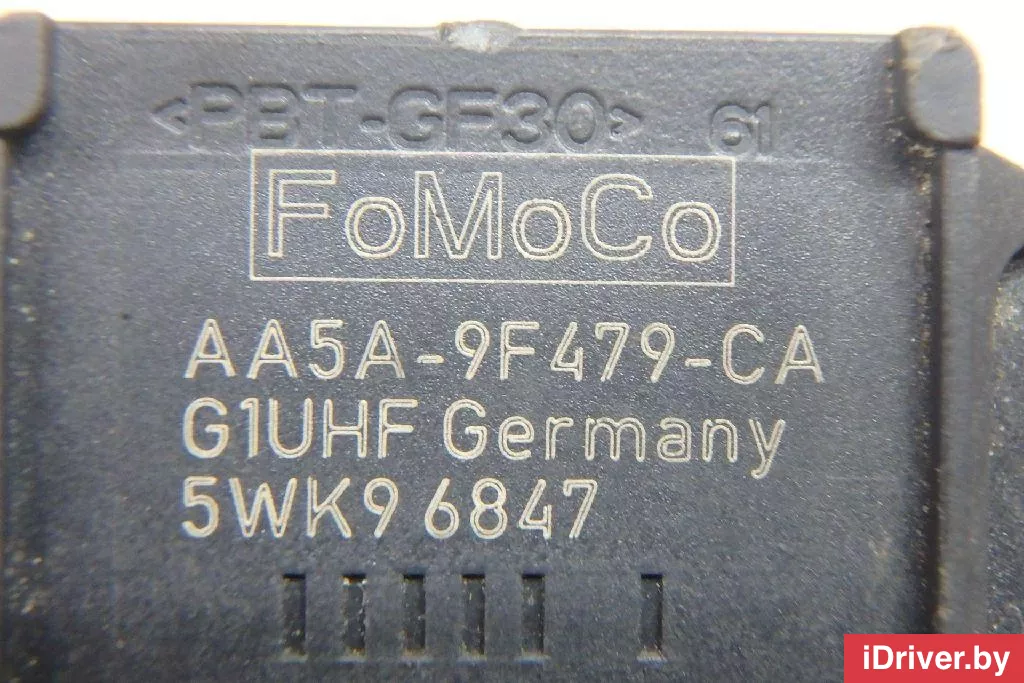 <PBT-GF30> 61
FoMoCo
AA5A-9F479-CA
G1UHF Germany
5WK9 6847
iDriver.by